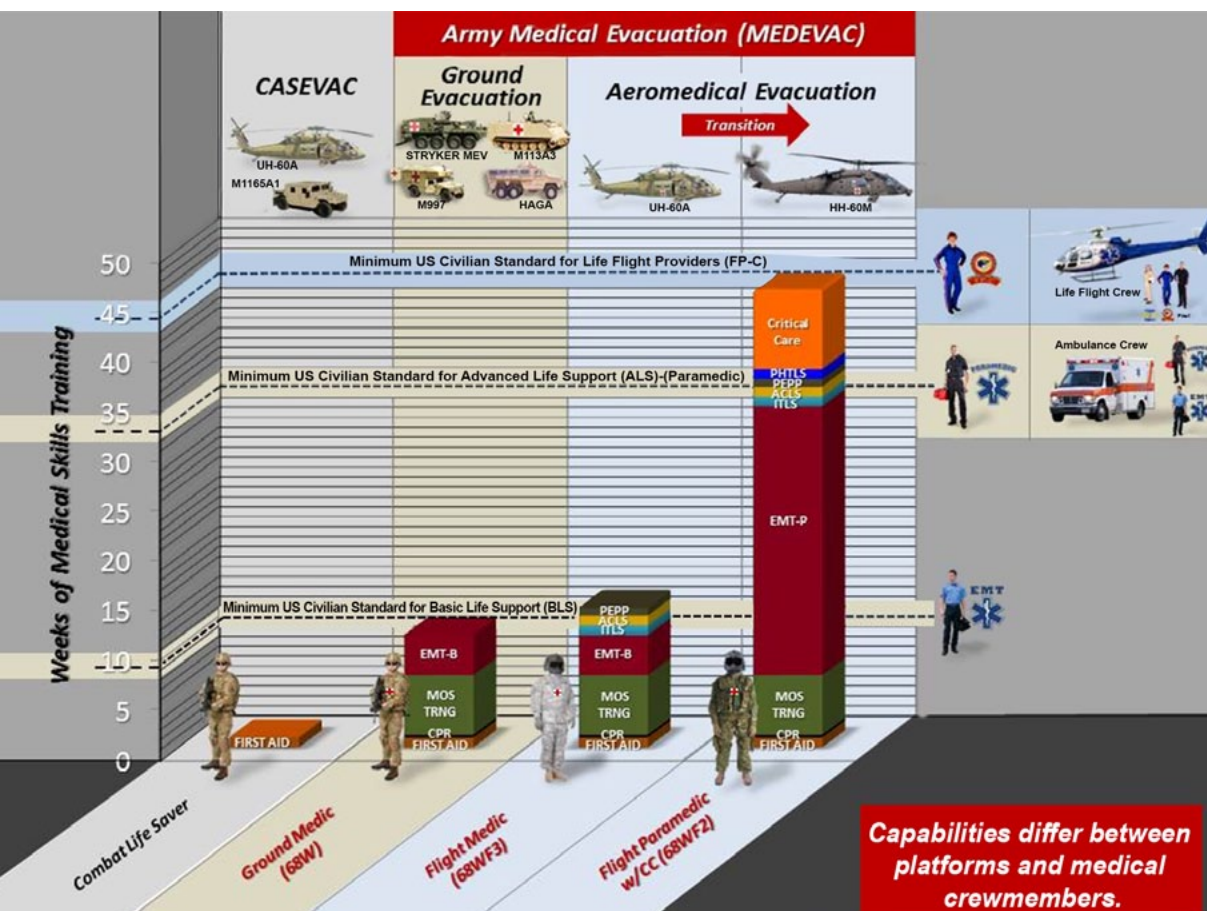 Army Medical Evacuation (MEDEVAC)
CASEVAC
Ground
Evacuation
Aeromedical Evacuation
Transition
UH-60A
M1165A1
STRYKER MEV
M113A3
M997
HAGA
UH-60A
HH-60M
Weeks of Medical Skills Training
50
45
40
35
30
25
20
15
10
5
0
Minimum US Civilian Standard for Life Flight Providers (FP-C)
Minimum US Civilian Standard for Advanced Life Support (ALS)-(Paramedic)
Minimum US Civilian Standard for Basic Life Support (BLS)
FIRST AID
EMT-B
MOS
TRNG
CPR
FIRST AID
PEPP
ACLS
ITLS
EMT-B
MOS
TRNG
CPR
FIRST AID
Critical
Care
PHTLS
PEPP
ACLS
ITLS
EMT-P
MOS
TRNG
CPR
FIRST AID
Life Flight Crew
Pilot
Ambulance Crew
PARAMEDIC
EMT
EMT
Combat Life Saver
Ground Medic
(68W)
Flight Medic
(68WF3)
Flight Paramedic
w/CC (68WF2)
Capabilities differ between
platforms and medical
crewmembers.